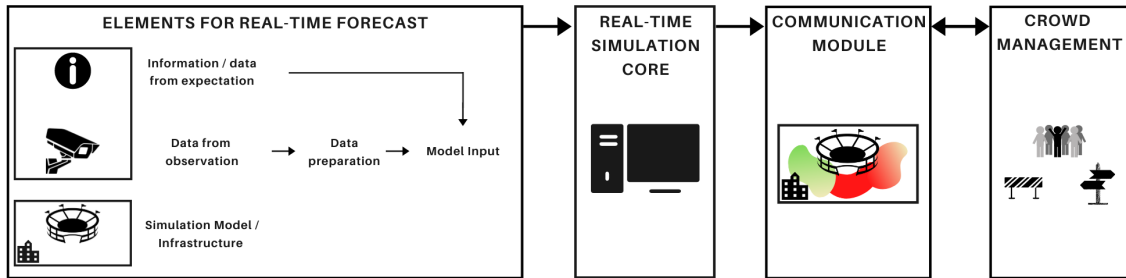 ELEMENTS FOR REAL-TIME FORECAST
Information / data
from expectation
Data from
observation
Data
preparation
Model Input
Simulation Model /
Infrastructure
REAL-TIME
SIMULATION
CORE
COMMUNICATION
MODULE
CROWD
MANAGEMENT